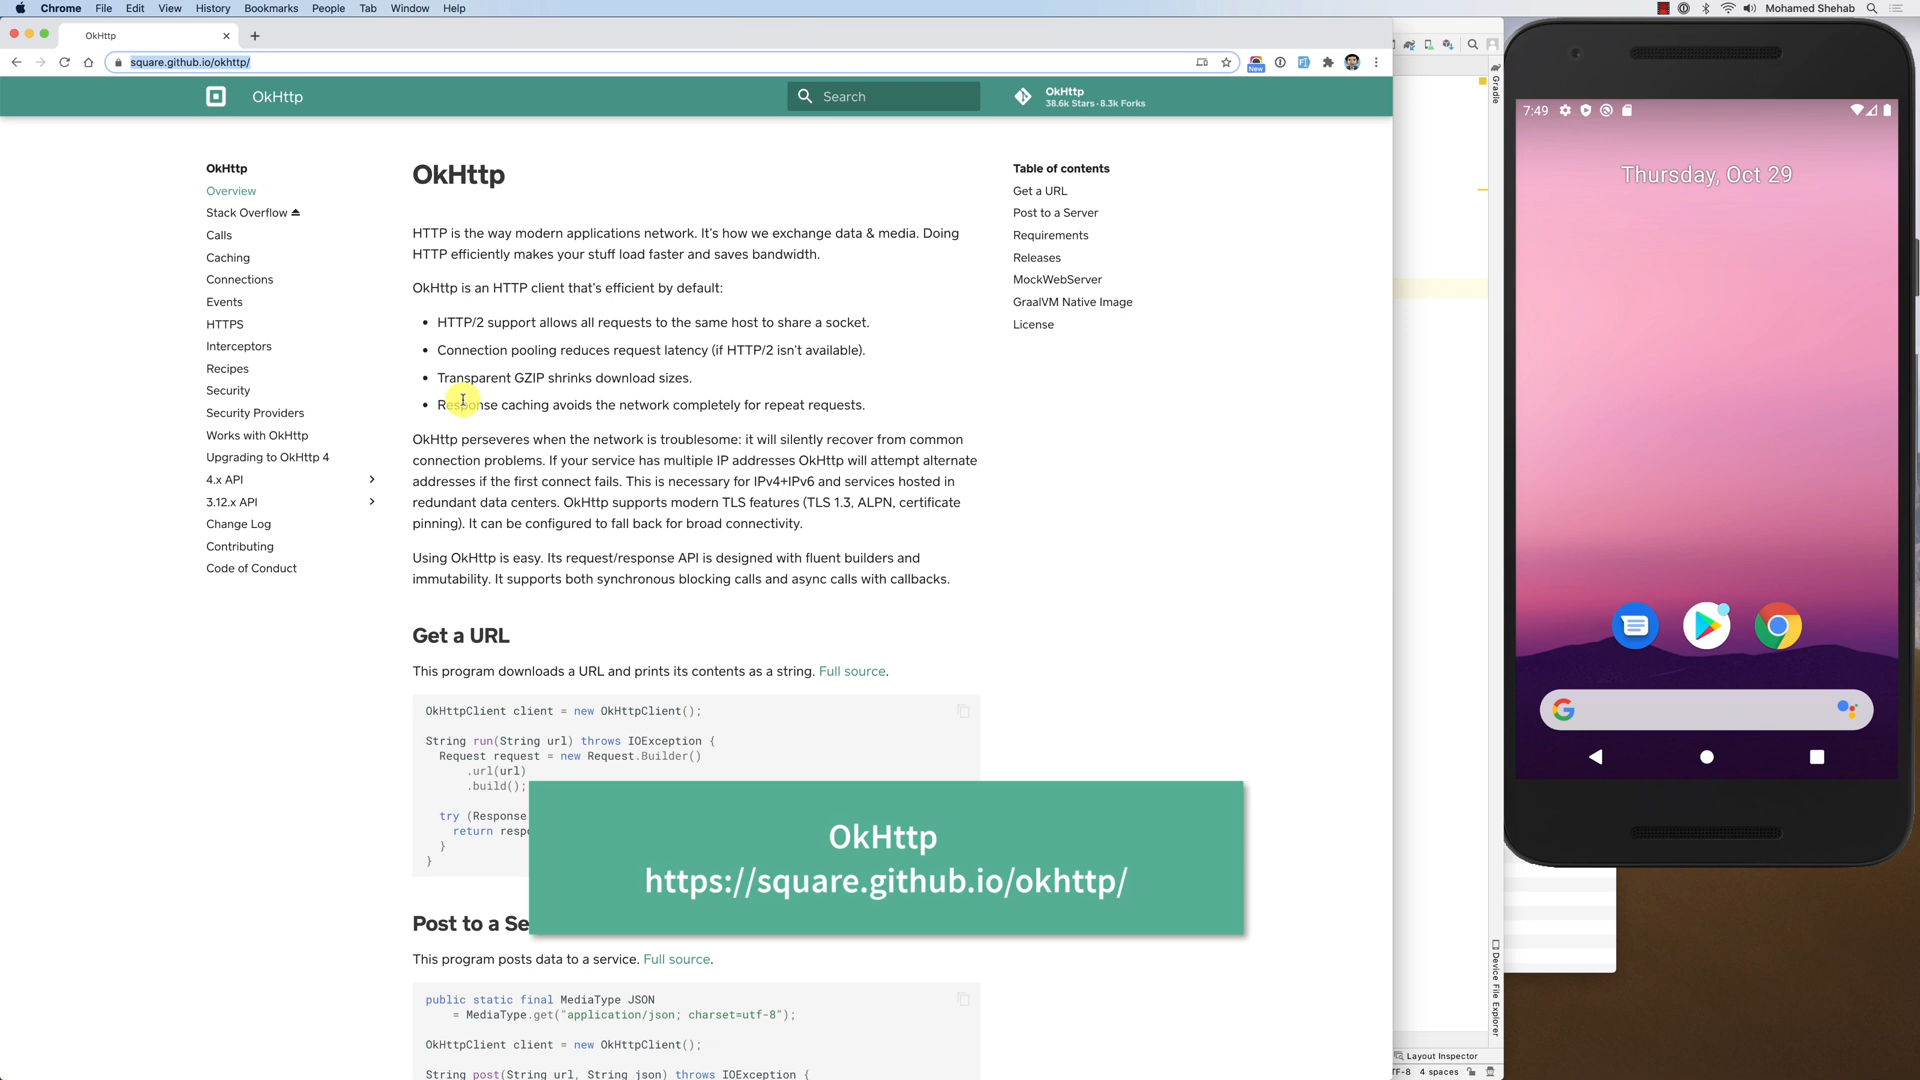 Chrome File Edit View History Bookmarks People Tab Window Help
Mohamed Shehab
OkHttp
square.github.io/okhttp/
New
OkHttp
Search
OkHttp
38.6k Stars · 8.3k Forks
OkHttp
Overview
Stack Overflow
Calls
Caching
Connections
Events
HTTPS
Interceptors
Recipes
Security
Security Providers
Works with OkHttp
Upgrading to OkHttp 4
4.x API
3.12.x API
Change Log
Contributing
Code of Conduct
OkHttp
HTTP is the way modern applications network. It’s how we exchange data & media. Doing
HTTP efficiently makes your stuff load faster and saves bandwidth.
OkHttp is an HTTP client that’s efficient by default:
• HTTP/2 support allows all requests to the same host to share a socket.
• Connection pooling reduces request latency (if HTTP/2 isn’t available).
• Transparent GZIP shrinks download sizes.
• Response caching avoids the network completely for repeat requests.
OkHttp perseveres when the network is troublesome: it will silently recover from common
connection problems. If your service has multiple IP addresses OkHttp will attempt alternate
addresses if the first connect fails. This is necessary for IPv4+IPv6 and services hosted in
redundant data centers. OkHttp supports modern TLS features (TLS 1.3, ALPN, certificate
pinning). It can be configured to fall back for broad connectivity.
Using OkHttp is easy. Its request/response API is designed with fluent builders and
immutability. It supports both synchronous blocking calls and async calls with callbacks.
Get a URL
This program downloads a URL and prints its contents as a string. Full source.
OkHttpClient client = new OkHttpClient();
String run(String url) throws IOException {
Request request = new Request.Builder()
.url(url)
.build();
try (Response
return respo
}
}
OkHttp
https://square.github.io/okhttp/
Post to a Se
This program posts data to a service. Full source.
public static final MediaType JSON
= MediaType.get("application/json; charset=utf-8");
OkHttpClient client = new OkHttpClient();
String post(String url, String json) throws IOException {
Table of contents
Get a URL
Post to a Server
Requirements
Releases
MockWebServer
GraalVM Native Image
License
Gradle
Device File Explorer
Layout Inspector
TF-8 4 spaces
7:49
Thursday, Oct 29